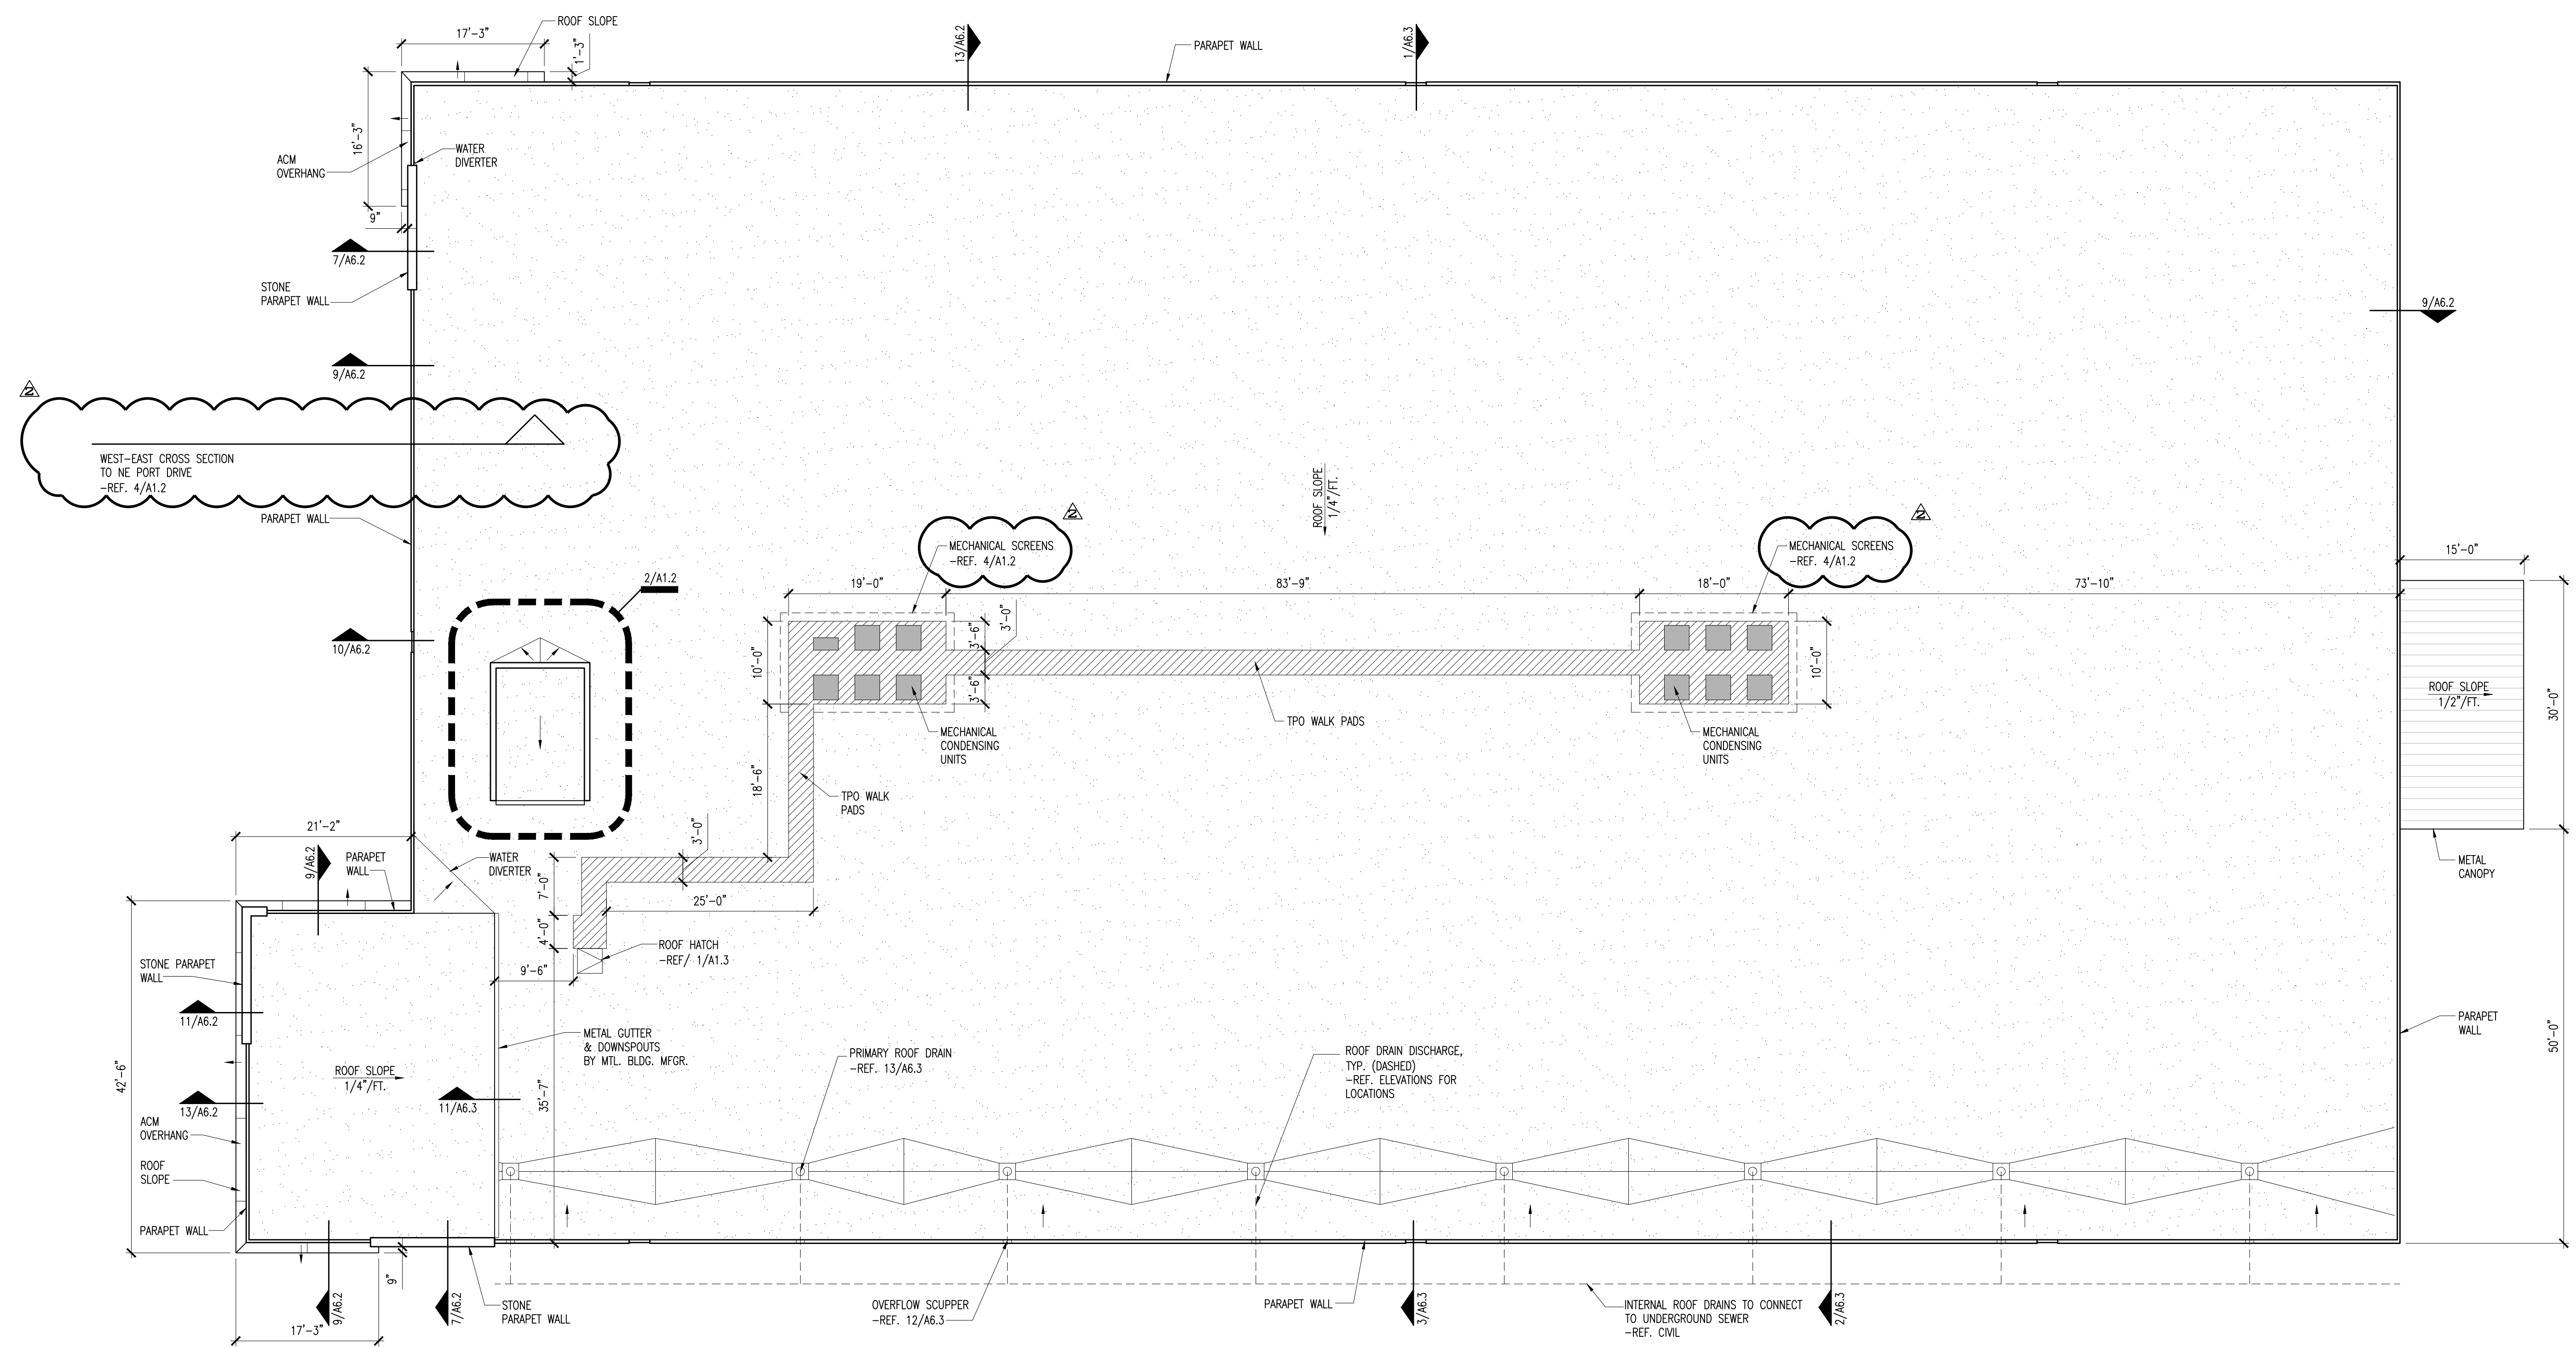 17'-3"
ROOF SLOPE
1'-3"
13/A6.2
1/A6.3
PARAPET WALL
16'-3"
ACM
OVERHANG
WATER
DIVERTER
9"
7/A6.2
STONE
PARAPET WALL
9/A6.2
9/A6.2
2
WEST-EAST CROSS SECTION
TO NE PORT DRIVE
-REF. 4/A1.2
PARAPET WALL
ROOF SLOPE
1/4"/FT.
2
MECHANICAL SCREENS
-REF. 4/A1.2
2
MECHANICAL SCREENS
-REF. 4/A1.2
15'-0"
2/A1.2
19'-0"
83'-9"
18'-0"
73'-10"
10/A6.2
10'-0"
3'-6"
3'-0"
3'-6"
10'-0"
ROOF SLOPE
1/2"/FT.
30'-0"
MECHANICAL
CONDENSING
UNITS
TPO WALK PADS
MECHANICAL
CONDENSING
UNITS
18'-6"
TPO WALK
PADS
21'-2"
3'-0"
9/A6.2
PARAPET
WALL
WATER
DIVERTER
7'-0"
METAL
CANOPY
25'-0"
4'-0"
ROOF HATCH
-REF/ 1/A1.3
9'-6"
STONE PARAPET
WALL
11/A6.2
METAL GUTTER
& DOWNSPOUTS
BY MTL. BLDG. MFGR.
PARAPET
WALL
50'-0"
42'-6"
ROOF SLOPE
1/4"/FT.
PRIMARY ROOF DRAIN
-REF. 13/A6.3
ROOF DRAIN DISCHARGE,
TYP. (DASHED)
-REF. ELEVATIONS FOR
LOCATIONS
13/A6.2
11/A6.3
35'-7"
ACM
OVERHANG
ROOF
SLOPE
PARAPET WALL
9"
9/A6.2
7/A6.2
STONE
PARAPET WALL
17'-3"
OVERFLOW SCUPPER
-REF. 12/A6.3
PARAPET WALL
3/A6.3
INTERNAL ROOF DRAINS TO CONNECT
TO UNDERGROUND SEWER
-REF. CIVIL
2/A6.3